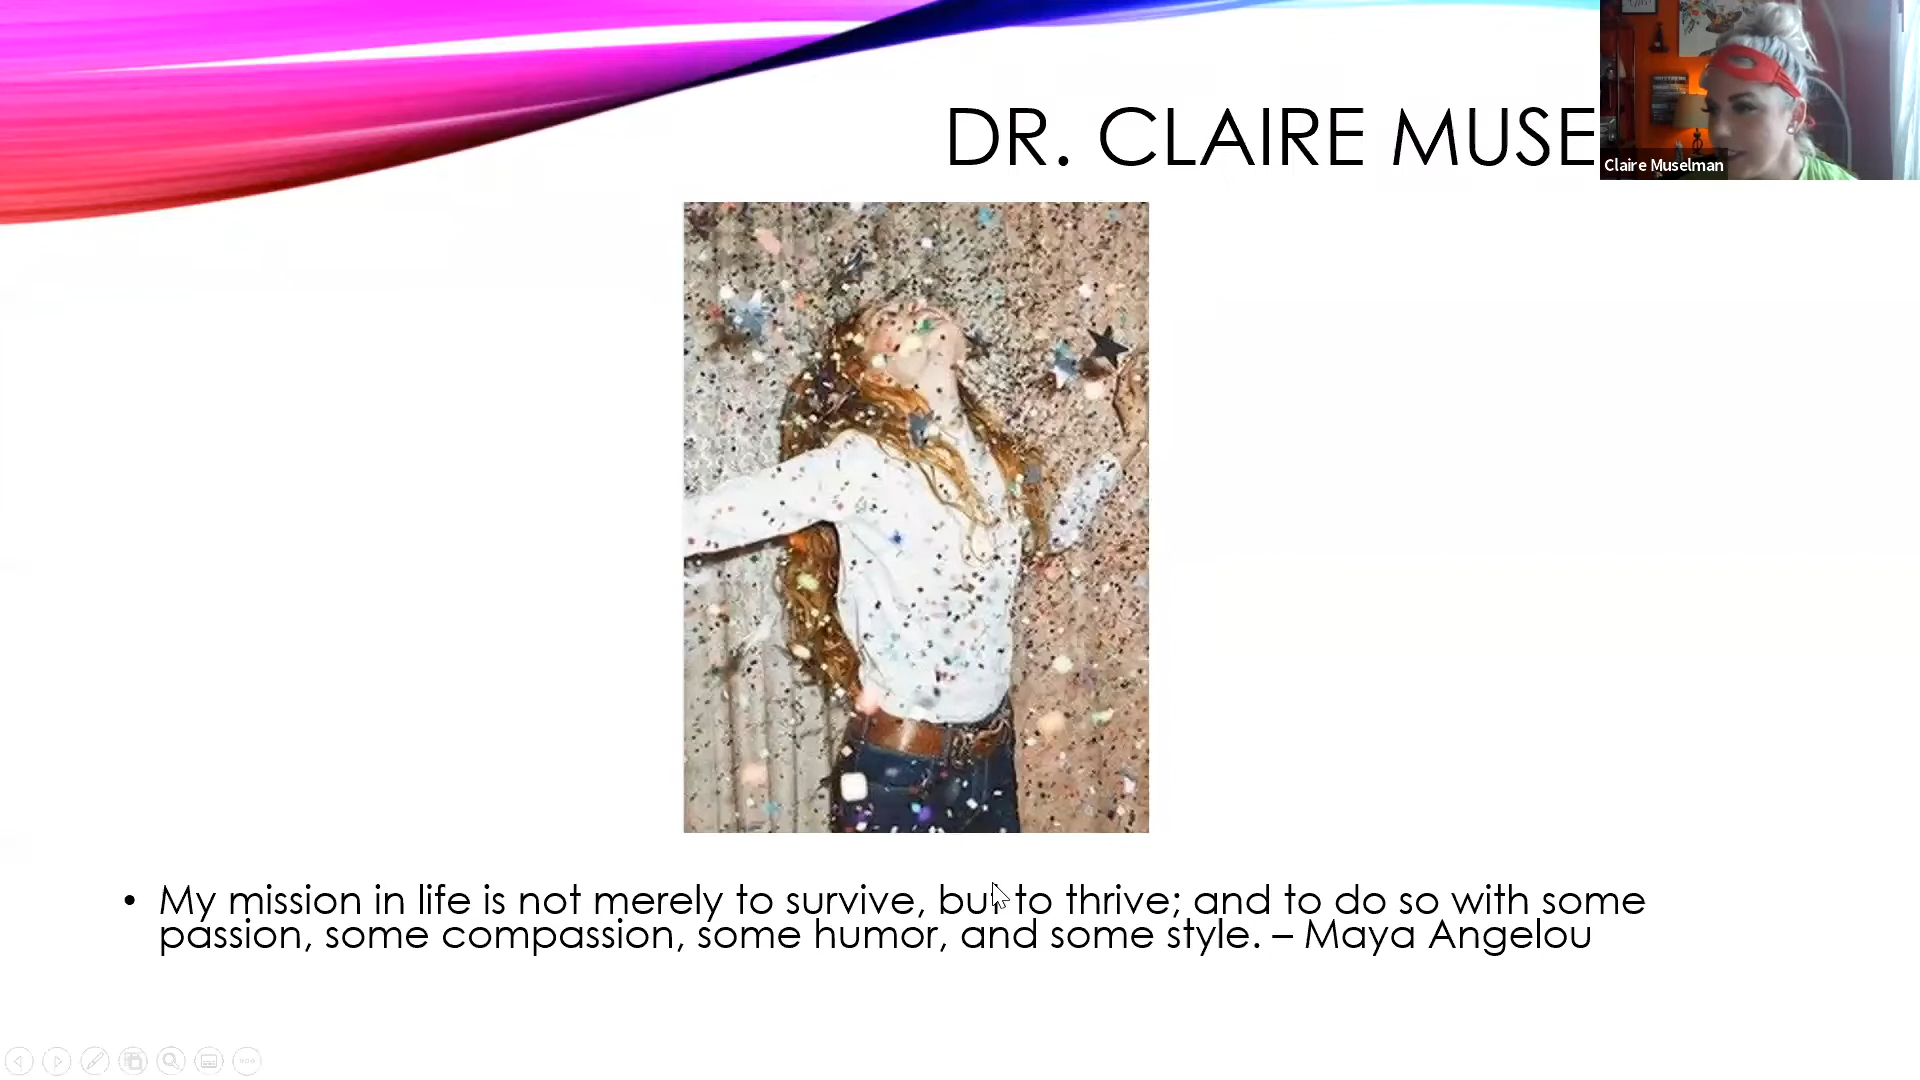 DR. CLAIRE MUSE
Claire Muselman
• My mission in life is not merely to survive, but to thrive; and to do so with some
passion, some compassion, some humor, and some style. – Maya Angelou